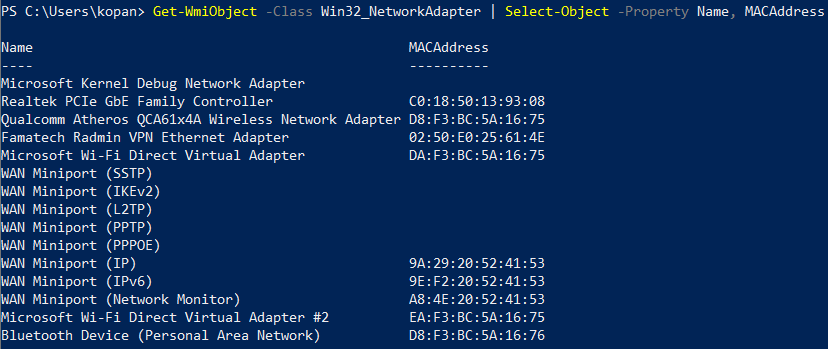 PS C:\Users\kopan> Get-WmiObject -Class Win32_NetworkAdapter | Select-Object -Property Name, MACAddress
Name MACAddress
---- ----------
Microsoft Kernel Debug Network Adapter
Realtek PCIe GbE Family Controller C0:18:50:13:93:08
Qualcomm Atheros QCA61x4A Wireless Network Adapter D8:F3:BC:5A:16:75
Famatech Radmin VPN Ethernet Adapter 02:50:E0:25:61:4E
Microsoft Wi-Fi Direct Virtual Adapter DA:F3:BC:5A:16:75
WAN Miniport (SSTP)
WAN Miniport (IKEv2)
WAN Miniport (L2TP)
WAN Miniport (PPTP)
WAN Miniport (PPPOE)
WAN Miniport (IP) 9A:29:20:52:41:53
WAN Miniport (IPv6) 9E:F2:20:52:41:53
WAN Miniport (Network Monitor) A8:4E:20:52:41:53
Microsoft Wi-Fi Direct Virtual Adapter #2 EA:F3:BC:5A:16:75
Bluetooth Device (Personal Area Network) D8:F3:BC:5A:16:76